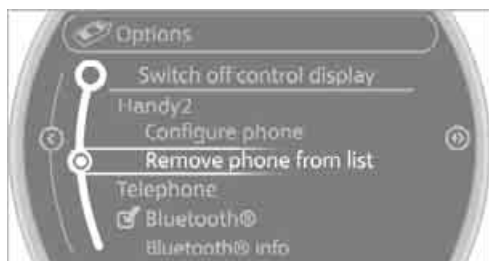 Options
Switch off control display
Handy2
Configure phone
Remove phone from list
Telephone
Bluetooth®
Bluetooth® info